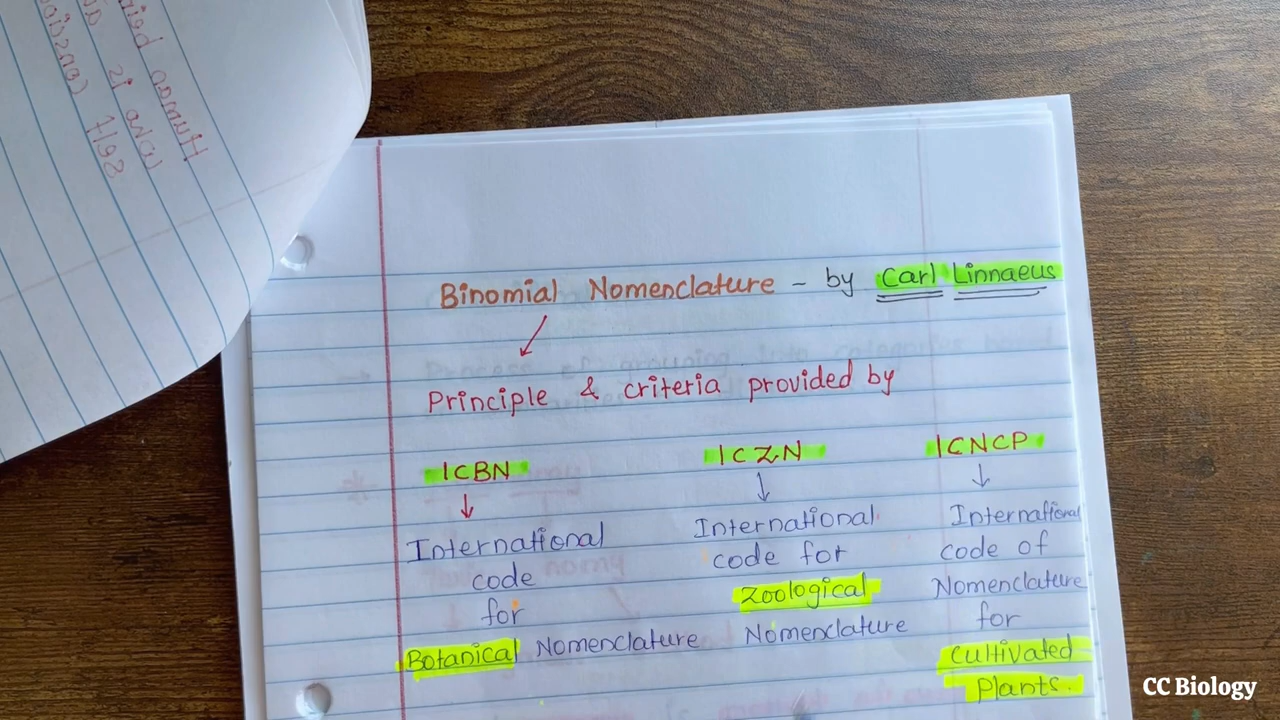 Binomial Nomenclature - by Carl Linnaeus
Principle & criteria provided by
ICBN ICZN ICNCP
International
code
for
Botanical Nomenclature
International
code for
Zoological
Nomenclature
International
code of
Nomenclature
for
Cultivated
Plants.
CC Biology